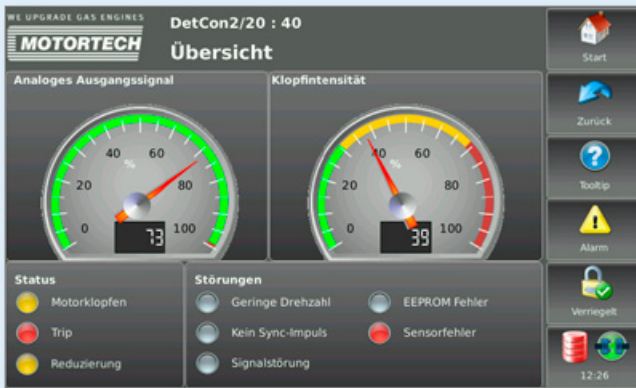 WE UPGRADE GAS ENGINES
MOTORTECH
DetCon2/20 : 40
Übersicht
Start
Zurück
Tooltip
Alarm
Verriegelt
12:26
Analoges Ausgangssignal
0 20 40 60 80 100
%
73
Klopfintensität
0 20 40 60 80 100
%
39
Status
Motorklopfen
Trip
Reduzierung
Störungen
Geringe Drehzahl
Kein Sync-Impuls
Signalstörung
EEPROM Fehler
Sensorfehler